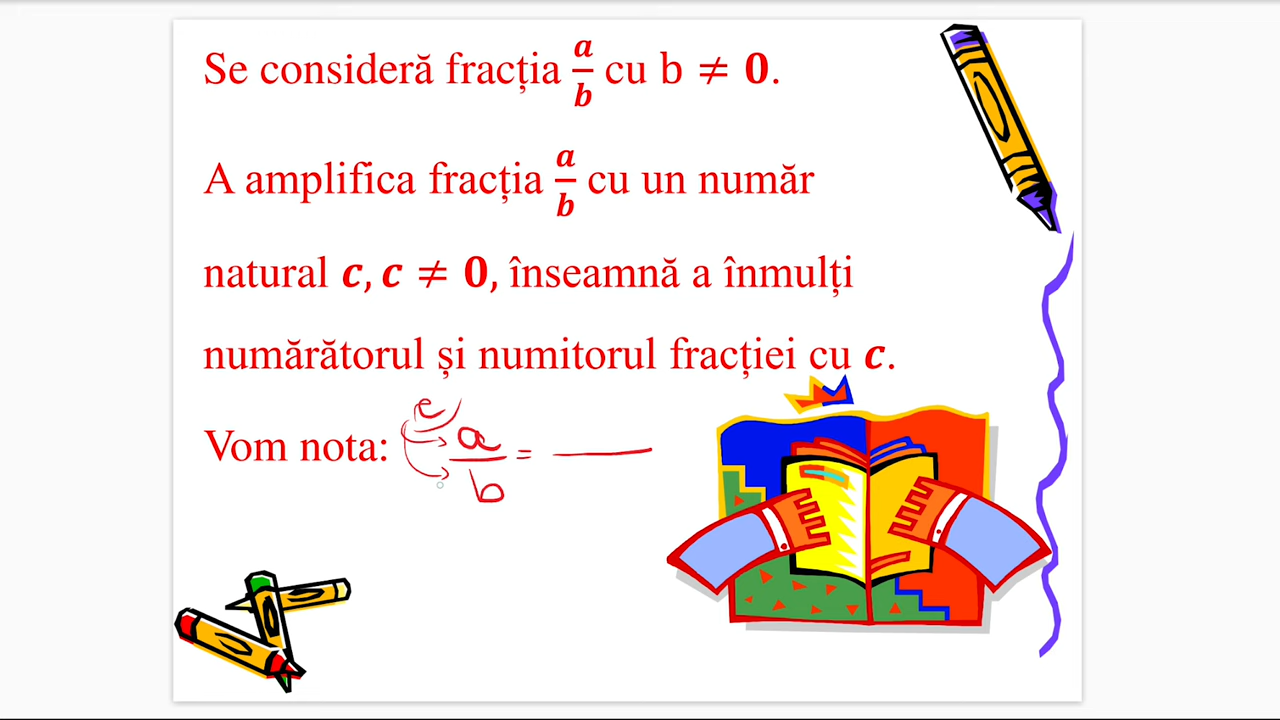 Se consideră fracția a/b cu b ≠ 0.
A amplifica fracția a/b cu un număr
natural c, c ≠ 0, înseamnă a înmulți
numărătorul și numitorul fracției cu c.
Vom nota: c) a/b = —